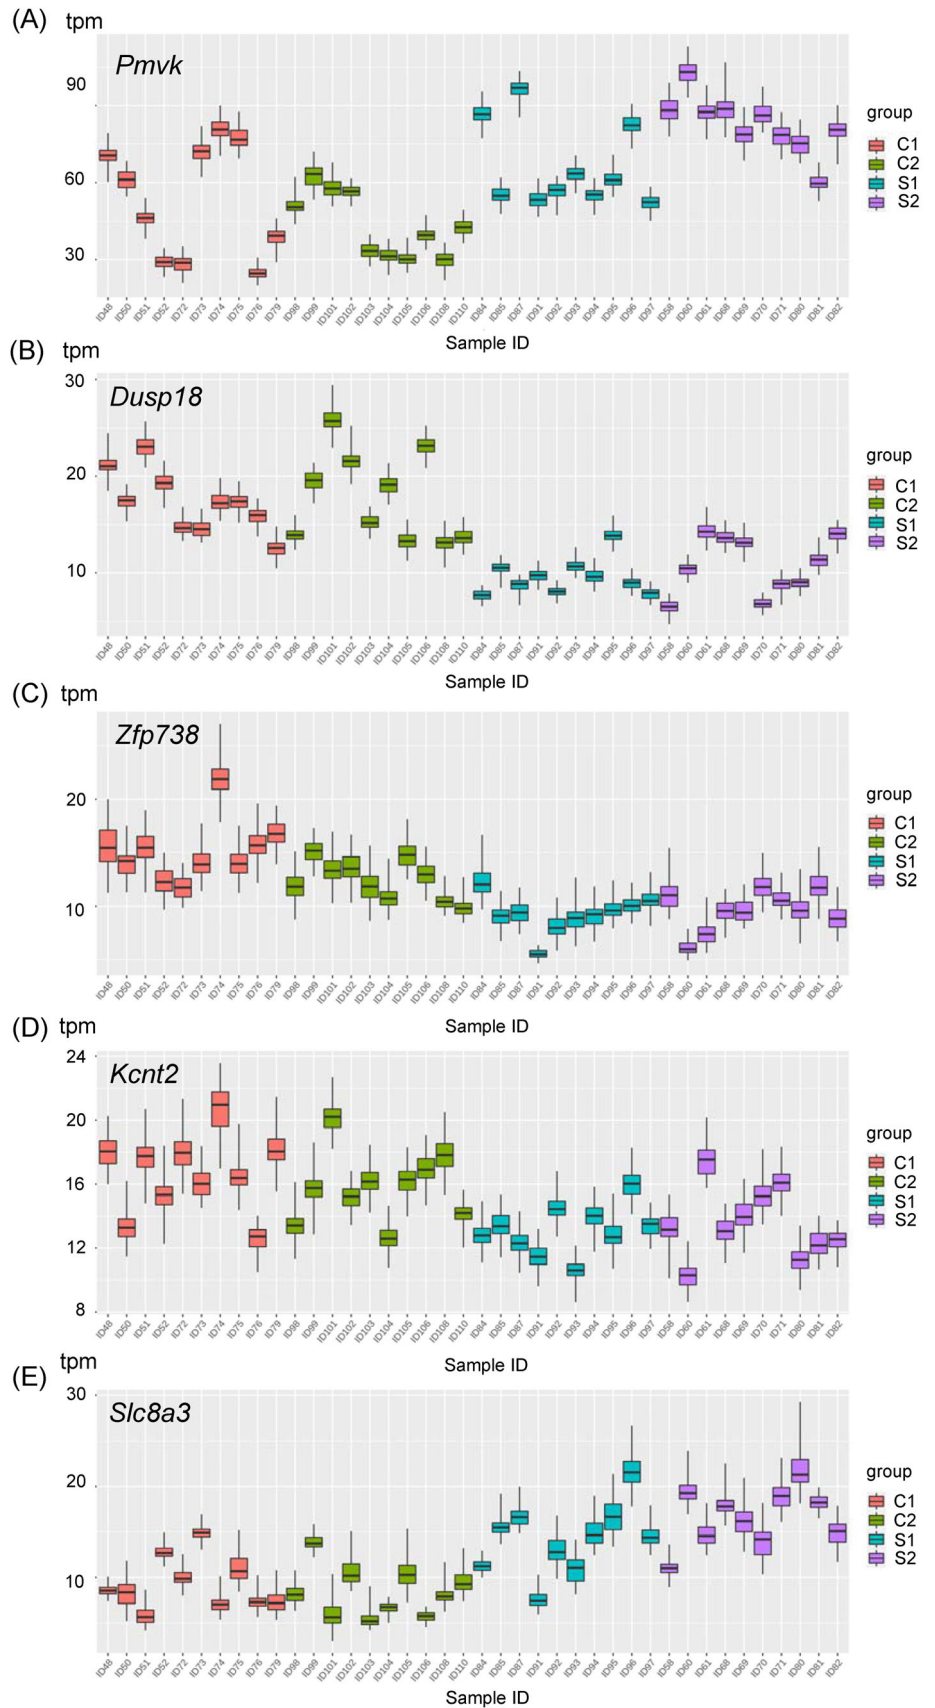 (A) tpm
Pmvk
90
60
30
group
C1
C2
S1
S2
ID48 ID50 ID51 ID52 ID72 ID73 ID74 ID75 ID76 ID79 ID98 ID99 ID101 ID102 ID103 ID104 ID105 ID106 ID108 ID110 ID84 ID85 ID87 ID91 ID92 ID93 ID94 ID95 ID96 ID97 ID58 ID60 ID61 ID68 ID69 ID70 ID71 ID80 ID81 ID82
Sample ID
(B) tpm
Dusp18
30
20
10
group
C1
C2
S1
S2
ID48 ID50 ID51 ID52 ID72 ID73 ID74 ID75 ID76 ID79 ID98 ID99 ID101 ID102 ID103 ID104 ID105 ID106 ID108 ID110 ID84 ID85 ID87 ID91 ID92 ID93 ID94 ID95 ID96 ID97 ID58 ID60 ID61 ID68 ID69 ID70 ID71 ID80 ID81 ID82
Sample ID
(C) tpm
Zfp738
20
10
group
C1
C2
S1
S2
ID48 ID50 ID51 ID52 ID72 ID73 ID74 ID75 ID76 ID79 ID98 ID99 ID101 ID102 ID103 ID104 ID105 ID106 ID108 ID110 ID84 ID85 ID87 ID91 ID92 ID93 ID94 ID95 ID96 ID97 ID58 ID60 ID61 ID68 ID69 ID70 ID71 ID80 ID81 ID82
Sample ID
(D) tpm
Kcnt2
24
20
16
12
8
group
C1
C2
S1
S2
ID48 ID50 ID51 ID52 ID72 ID73 ID74 ID75 ID76 ID79 ID98 ID99 ID101 ID102 ID103 ID104 ID105 ID106 ID108 ID110 ID84 ID85 ID87 ID91 ID92 ID93 ID94 ID95 ID96 ID97 ID58 ID60 ID61 ID68 ID69 ID70 ID71 ID80 ID81 ID82
Sample ID
(E) tpm
Slc8a3
30
20
10
group
C1
C2
S1
S2
ID48 ID50 ID51 ID52 ID72 ID73 ID74 ID75 ID76 ID79 ID98 ID99 ID101 ID102 ID103 ID104 ID105 ID106 ID108 ID110 ID84 ID85 ID87 ID91 ID92 ID93 ID94 ID95 ID96 ID97 ID58 ID60 ID61 ID68 ID69 ID70 ID71 ID80 ID81 ID82
Sample ID